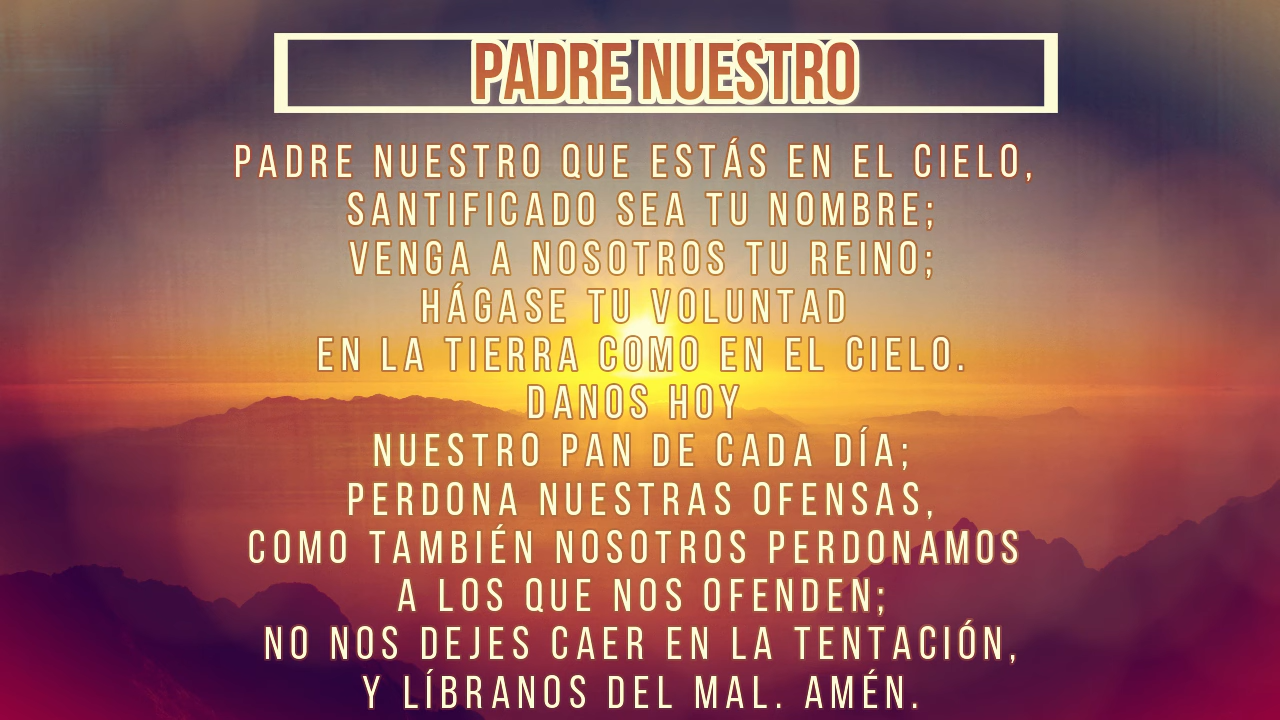 PADRE NUESTRO
PADRE NUESTRO QUE ESTÁS EN EL CIELO,
SANTIFICADO SEA TU NOMBRE;
VENGA A NOSOTROS TU REINO;
HÁGASE TU VOLUNTAD
EN LA TIERRA COMO EN EL CIELO.
DANOS HOY
NUESTRO PAN DE CADA DÍA;
PERDONA NUESTRAS OFENSAS,
COMO TAMBIÉN NOSOTROS PERDONAMOS
A LOS QUE NOS OFENDEN;
NO NOS DEJES CAER EN LA TENTACIÓN,
Y LÍBRANOS DEL MAL. AMÉN.